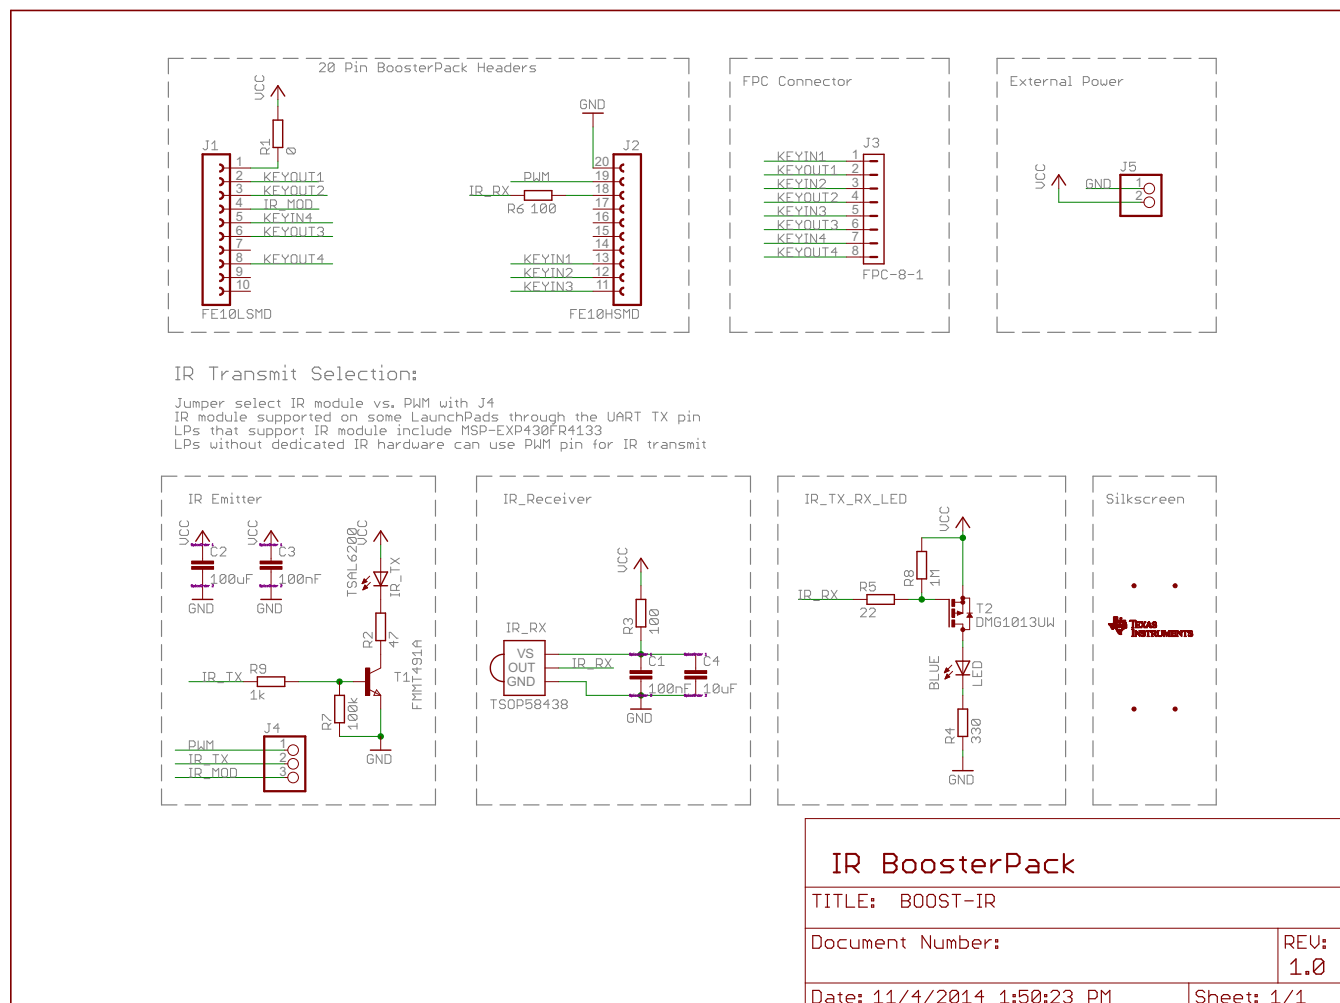 20 Pin BoosterPack Headers
VCC
R1
0
J1
1
2
3
4
5
6
7
8
9
10
KEYOUT1
KEYOUT2
IR_MOD
KEYIN4
KEYOUT3
KEYOUT4
FE10LSMD
GND
J2
20
19
18
17
16
15
14
13
12
11
PWM
IR_RX
R6 100
KEYIN1
KEYIN2
KEYIN3
FE10HSMD
FPC Connector
J3
KEYIN1 1
KEYOUT1 2
KEYIN2 3
KEYOUT2 4
KEYIN3 5
KEYOUT3 6
KEYIN4 7
KEYOUT4 8
FPC-8-1
External Power
VCC
J5
GND 1
2
IR Transmit Selection:
Jumper select IR module vs. PWM with J4
IR module supported on some LaunchPads through the UART TX pin
LPs that support IR module include MSP-EXP430FR4133
LPs without dedicated IR hardware can use PWM pin for IR transmit
IR Emitter
VCC
C2
100uF
GND
VCC
C3
100nF
GND
TSAL6200
VCC
IR_TX
R2
47
IR_TX
R9
1k
R7
100k
T1
FMMT491A
GND
J4
PWM 1
IR_TX 2
IR_MOD 3
IR_Receiver
VCC
R3
100
IR_RX
VS
OUT
GND
IR_RX
TSOP58438
C1
100nF
C4
10uF
GND
IR_TX_RX_LED
VCC
R8
1M
IR_RX
R5
22
T2
DMG1013UW
BLUE
LED
R4
330
GND
Silkscreen
TEXAS
INSTRUMENTS
IR BoosterPack
TITLE: BOOST-IR
Document Number:
REV:
1.0
Date: 11/4/2014 1:50:23 PM
Sheet: 1/1